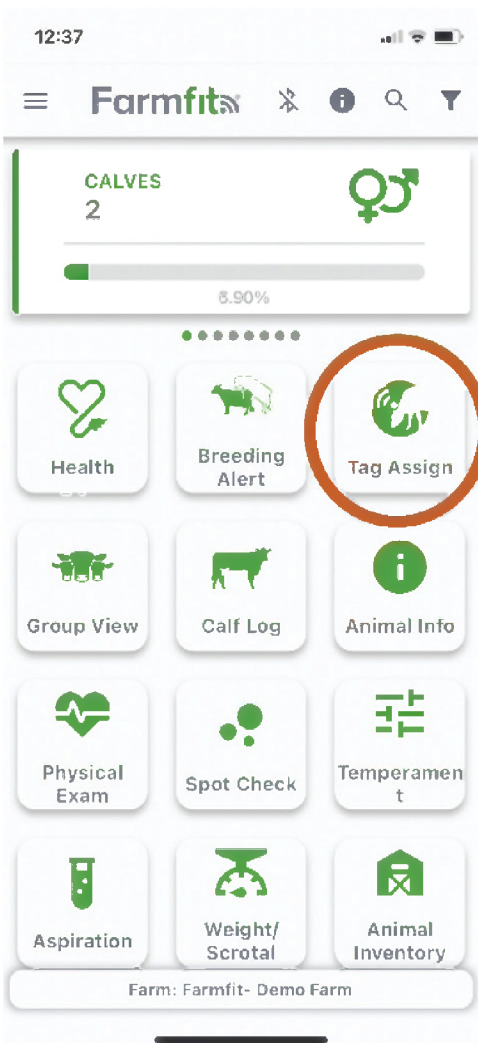 12:37
Farmfit
CALVES
2
6.90%
Health
Breeding
Alert
Tag Assign
Group View
Calf Log
Animal Info
Physical
Exam
Spot Check
Temperamen
t
Aspiration
Weight/
Scrotal
Animal
Inventory
Farm: Farmfit- Demo Farm